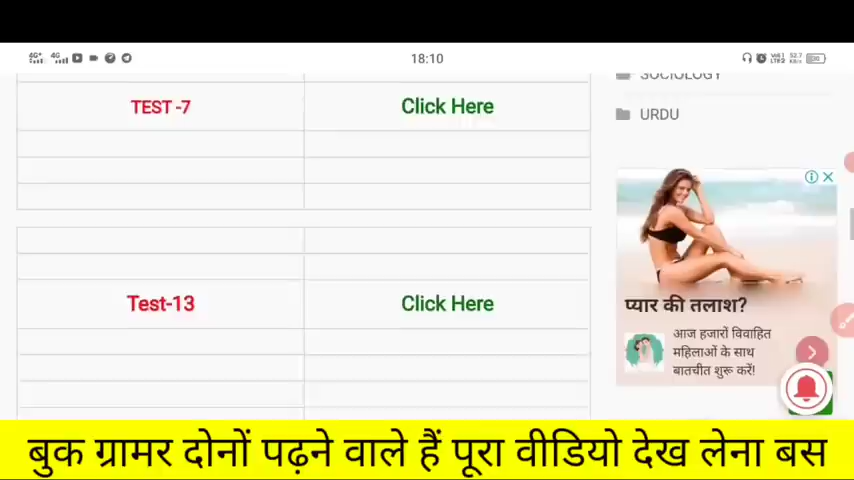 18:10
SOCIOLOGY
TEST -7
Click Here
URDU
Test-13
Click Here
प्यार की तलाश?
आज हजारों विवाहित
महिलाओं के साथ
बातचीत शुरू करें!
बुक ग्रामर दोनों पढ़ने वाले हैं पूरा वीडियो देख लेना बस